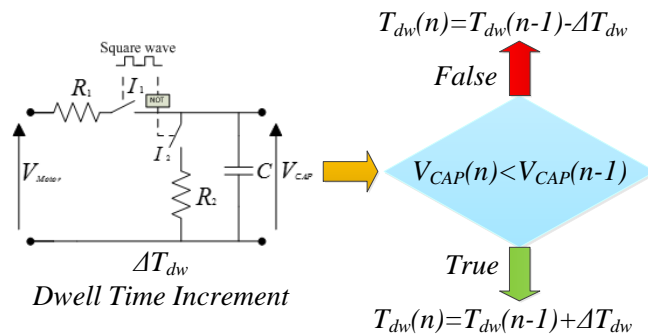 T_dw(n)=T_dw(n-1)-ΔT_dw
Square wave
False
R₁
I₁
NOT
I₂
V_Motor
C
V_CAP
R₂
V_CAP(n)<V_CAP(n-1)
ΔT_dw
Dwell Time Increment
True
T_dw(n)=T_dw(n-1)+ΔT_dw